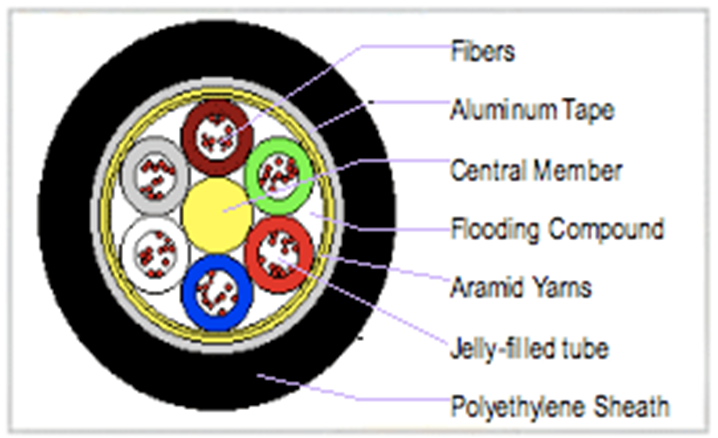 Fibers
Aluminum Tape
Central Member
Flooding Compound
Aramid Yarns
Jelly-filled tube
Polyethylene Sheath